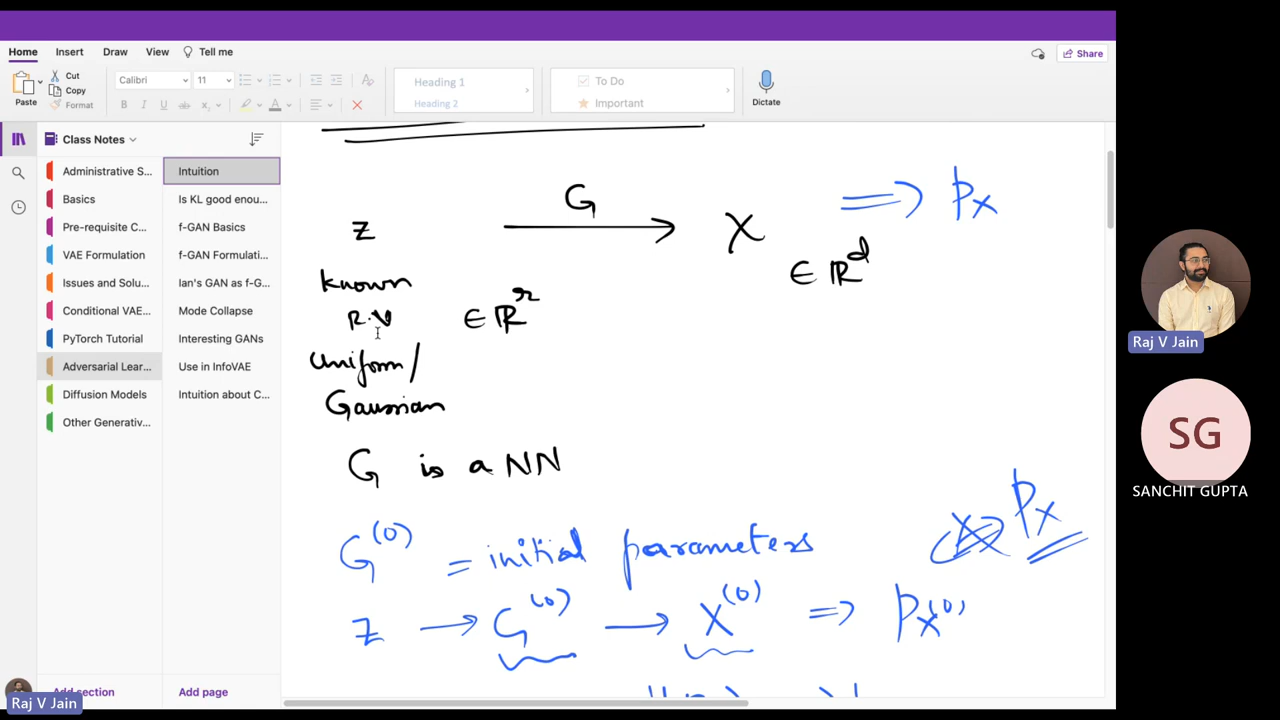 Home Insert Draw View Tell me
Share
Paste
Cut
Copy
Format
Calibri 11
B I U ab x A
Heading 1
Heading 2
To Do
Important
Dictate
Class Notes
Administrative S...
Basics
Pre-requisite C...
VAE Formulation
Issues and Solu...
Conditional VAE...
PyTorch Tutorial
Adversarial Lear...
Diffusion Models
Other Generativ...
Add section
Intuition
Is KL good enou...
f-GAN Basics
f-GAN Formulati...
Ian's GAN as f-G...
Mode Collapse
Interesting GANs
Use in InfoVAE
Intuition about C...
Add page
z G→ X ⇒ P_X
known ∈ ℝ^r ∈ ℝ^d
R.V
Uniform/
Gaussian
G is a NN
P_X
G^(0) = initial parameters
z → G^(0) → X^(0) ⇒ P_X^(0)
Raj V Jain
SG
SANCHIT GUPTA
Raj V Jain